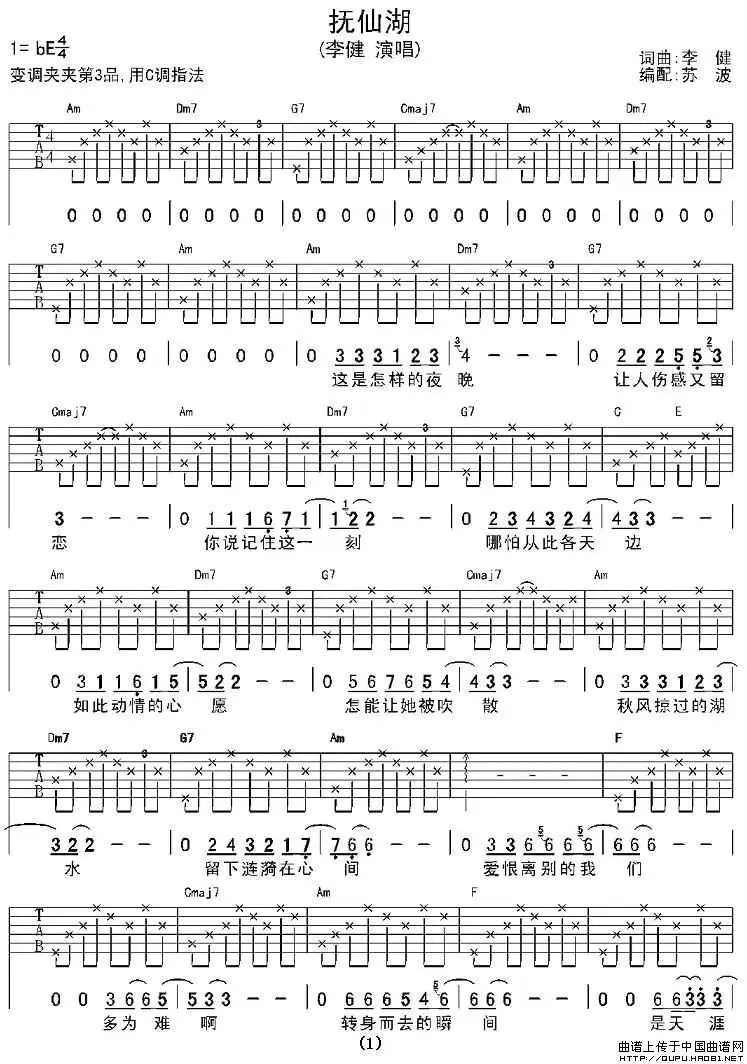 抚仙湖
(李健 演唱)
1= bE 4/4
变调夹夹第3品,用C调指法
词曲:李 健
编配:苏 波
Am Dm7 G7 Cmaj7 Am Dm7
T A B 4 4 3 3
0 0 0 0 0 0 0 0 0 0 0 0 0 0 0 0 0 0 0 0 0 0 0 0
G7 Am Am Dm7 G7
T A B 3
0 0 0 0 0 0 0 0 0 3 3 3 1 2 3 3 4 - - - 0 2 2 2 5 5 2 3
这是怎样的夜 晚 让人伤感又留
Cmaj7 Am Dm7 G7 C E
T A B 3
3 - - - 0 1 1 1 6 7 1 1 1 2 2 - - 0 2 3 4 3 2 4 4 3 3 - -
恋 你说记住这一 刻 哪怕从此各天 边
Am Dm7 G7 Cmaj7 Am
T A B 3
0 3 1 1 6 1 5 5 2 2 - - 0 5 6 7 6 5 4 4 3 3 - - 0 3 3 3 1 2 3
如此动情的心 愿 怎能让她被吹 散 秋风掠过的湖
Dm7 G7 Am F
T A B 3 - - -
3 2 2 - - 0 2 4 3 2 1 7 7 6 6 - - 0 3 3 6 6 5 6 6 5 6 6 6 - -
水 留下涟漪在心 间 爱恨离别的我 们
Cmaj7 Am F
T A B
0 0 3 6 6 5 5 3 3 - - 0 6 6 6 5 4 5 6 6 6 6 - - 0 0 6 6 3 3 3
多为 难 啊 转身而去的瞬 间 是天 涯
(1)
曲谱上传于中国曲谱网
HTTP://QUPU.HAO81.NET